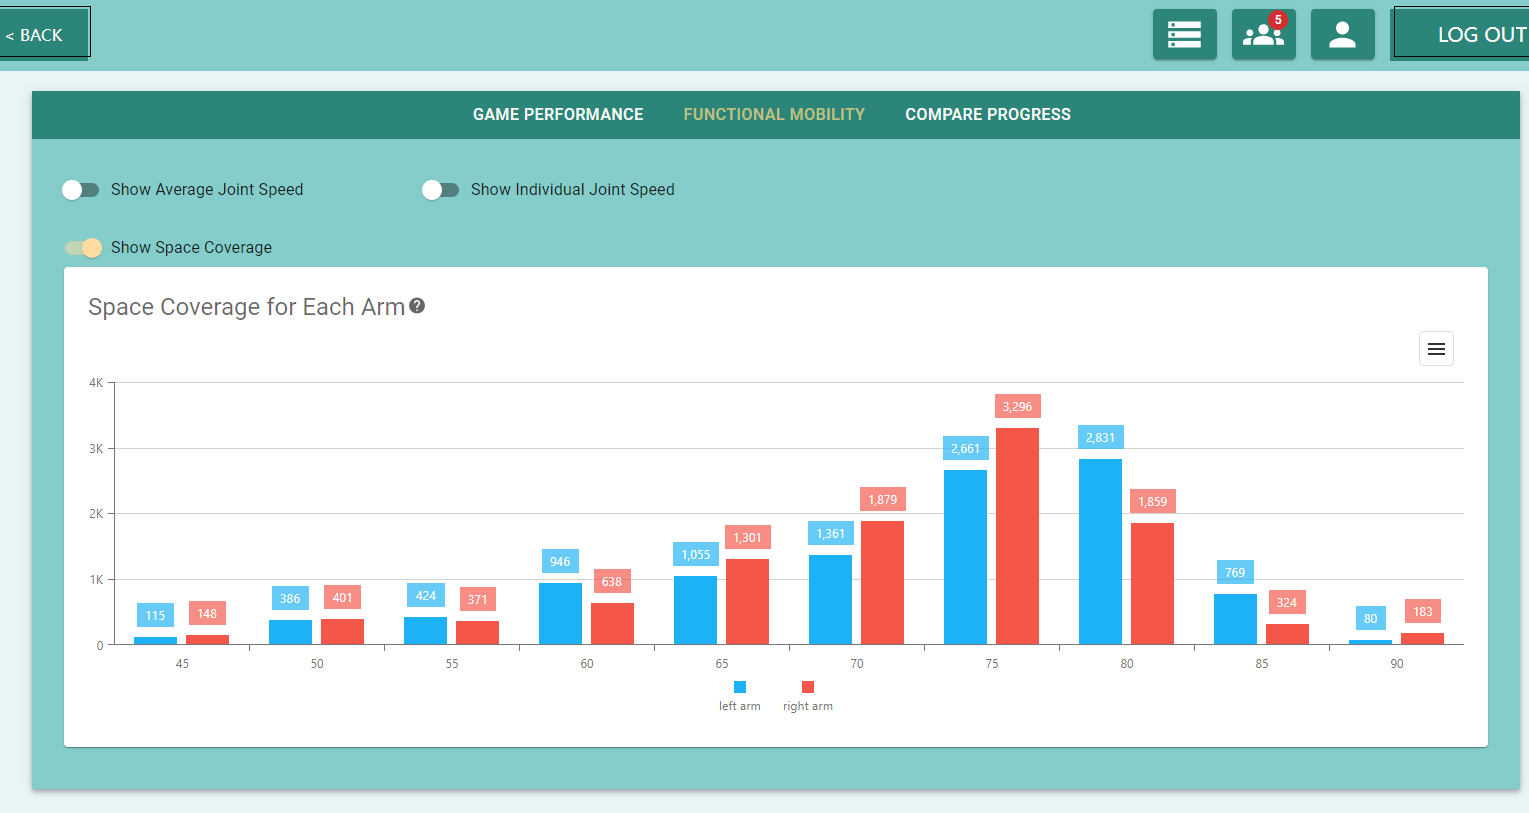 < BACK
5
LOG OUT
GAME PERFORMANCE FUNCTIONAL MOBILITY COMPARE PROGRESS
Show Average Joint Speed Show Individual Joint Speed
Show Space Coverage
Space Coverage for Each Arm ?
4K
3K
2K
1K
0
115 148 386 401 424 371 946 638 1,055 1,301 1,361 1,879 2,661 3,296 2,831 1,859 769 324 80 183
45 50 55 60 65 70 75 80 85 90
left arm right arm